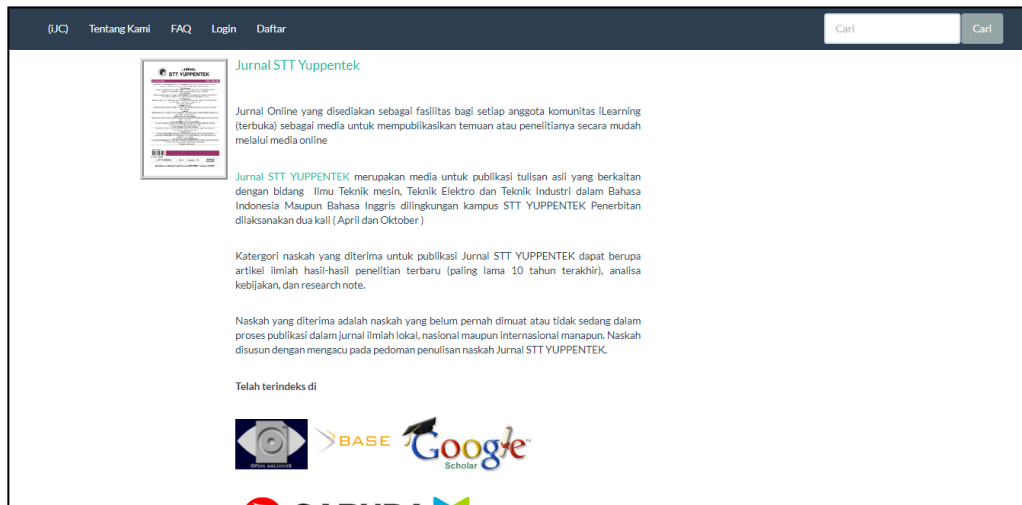 (iJC) Tentang Kami FAQ Login Daftar Cari Cari
JURNAL
STT YUPPENTEK
Jurnal STT Yuppentek
Jurnal Online yang disediakan sebagai fasilitas bagi setiap anggota komunitas iLearning
(terbuka) sebagai media untuk mempublikasikan temuan atau penelitianya secara mudah
melalui media online
Jurnal STT YUPPENTEK merupakan media untuk publikasi tulisan asli yang berkaitan
dengan bidang Ilmu Teknik mesin, Teknik Elektro dan Teknik Industri dalam Bahasa
Indonesia Maupun Bahasa Inggris dilingkungan kampus STT YUPPENTEK Penerbitan
dilaksanakan dua kali ( April dan Oktober )
Katergori naskah yang diterima untuk publikasi Jurnal STT YUPPENTEK dapat berupa
artikel ilmiah hasil-hasil penelitian terbaru (paling lama 10 tahun terakhir), analisa
kebijakan, dan research note.
Naskah yang diterima adalah naskah yang belum pernah dimuat atau tidak sedang dalam
proses publikasi dalam jurnal ilmiah lokal, nasional maupun internasional manapun. Naskah
disusun dengan mengacu pada pedoman penulisan naskah Jurnal STT YUPPENTEK.
Telah terindeks di
OPEN ARCHIVES
BASE
Google
Scholar
GARUDA